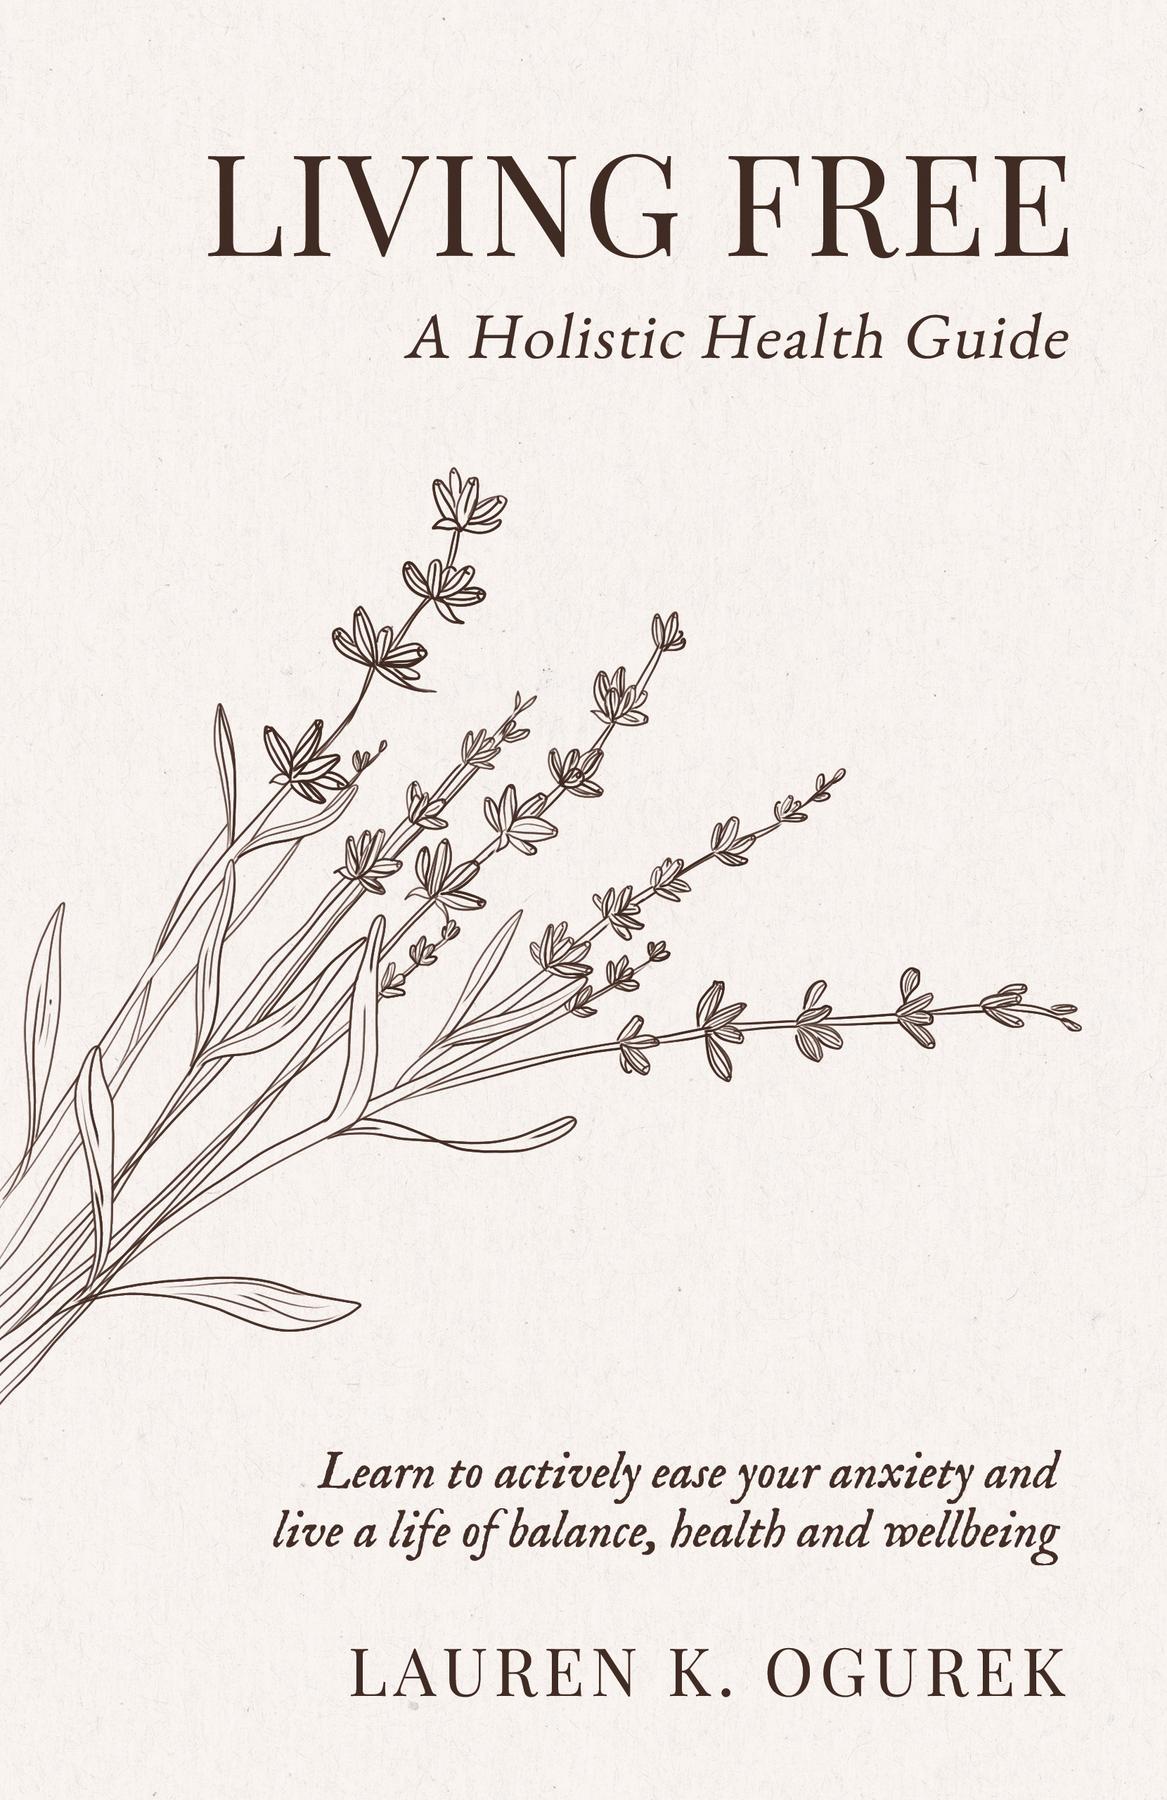 LIVING FREE
A Holistic Health Guide
Learn to actively ease your anxiety and
live a life of balance, health and wellbeing
LAUREN K. OGUREK